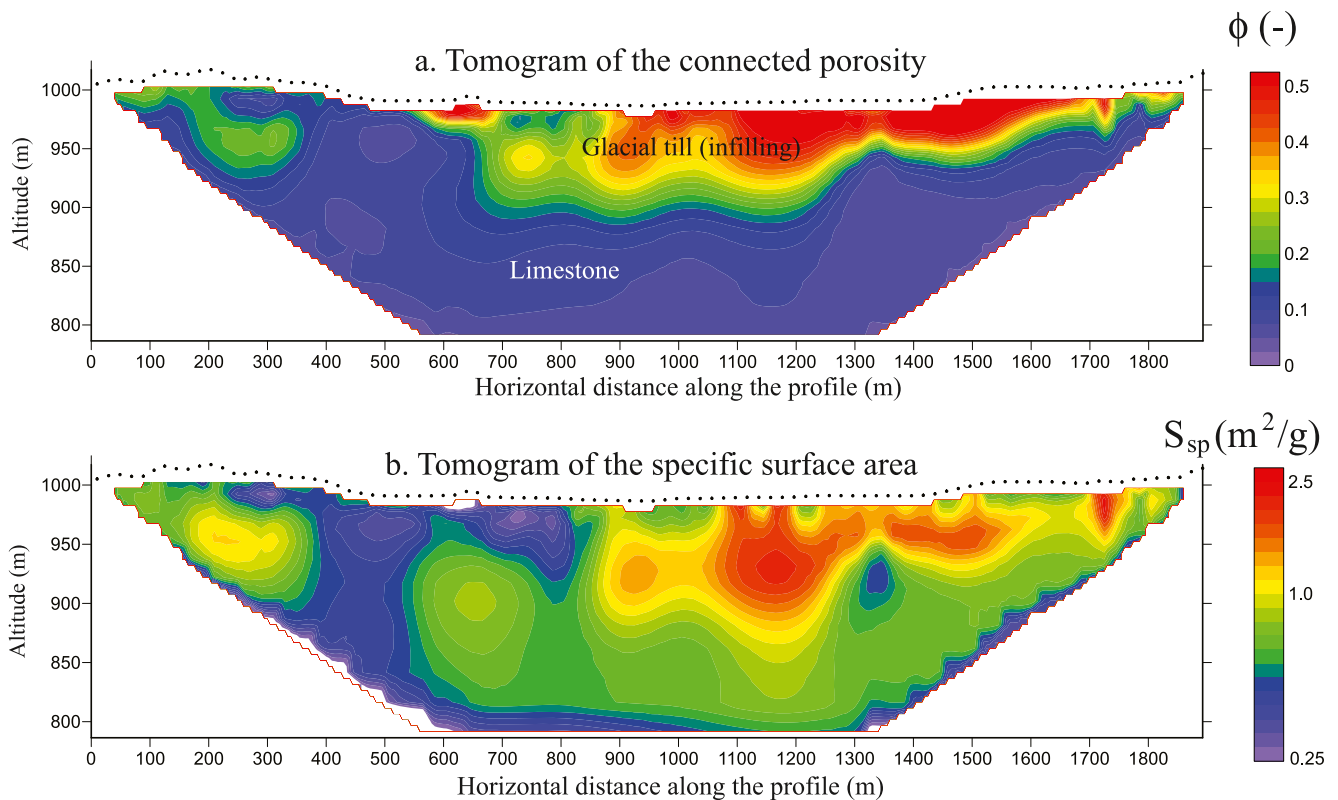 ϕ (-)
a. Tomogram of the connected porosity
1000
950
900
850
800
Altitude (m)
Glacial till (infilling)
Limestone
0.5
0.4
0.3
0.2
0.1
0
0 100 200 300 400 500 600 700 800 900 1000 1100 1200 1300 1400 1500 1600 1700 1800
Horizontal distance along the profile (m)
S_sp (m²/g)
b. Tomogram of the specific surface area
1000
950
900
850
800
Altitude (m)
2.5
1.0
0.25
0 100 200 300 400 500 600 700 800 900 1000 1100 1200 1300 1400 1500 1600 1700 1800
Horizontal distance along the profile (m)